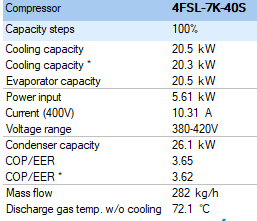 Compressor 4FSL-7K-40S
Capacity steps 100%
Cooling capacity 20.5 kW
Cooling capacity * 20.3 kW
Evaporator capacity 20.5 kW
Power input 5.61 kW
Current (400V) 10.31 A
Voltage range 380-420V
Condenser capacity 26.1 kW
COP/EER 3.65
COP/EER * 3.62
Mass flow 282 kg/h
Discharge gas temp. w/o cooling 72.1 °C